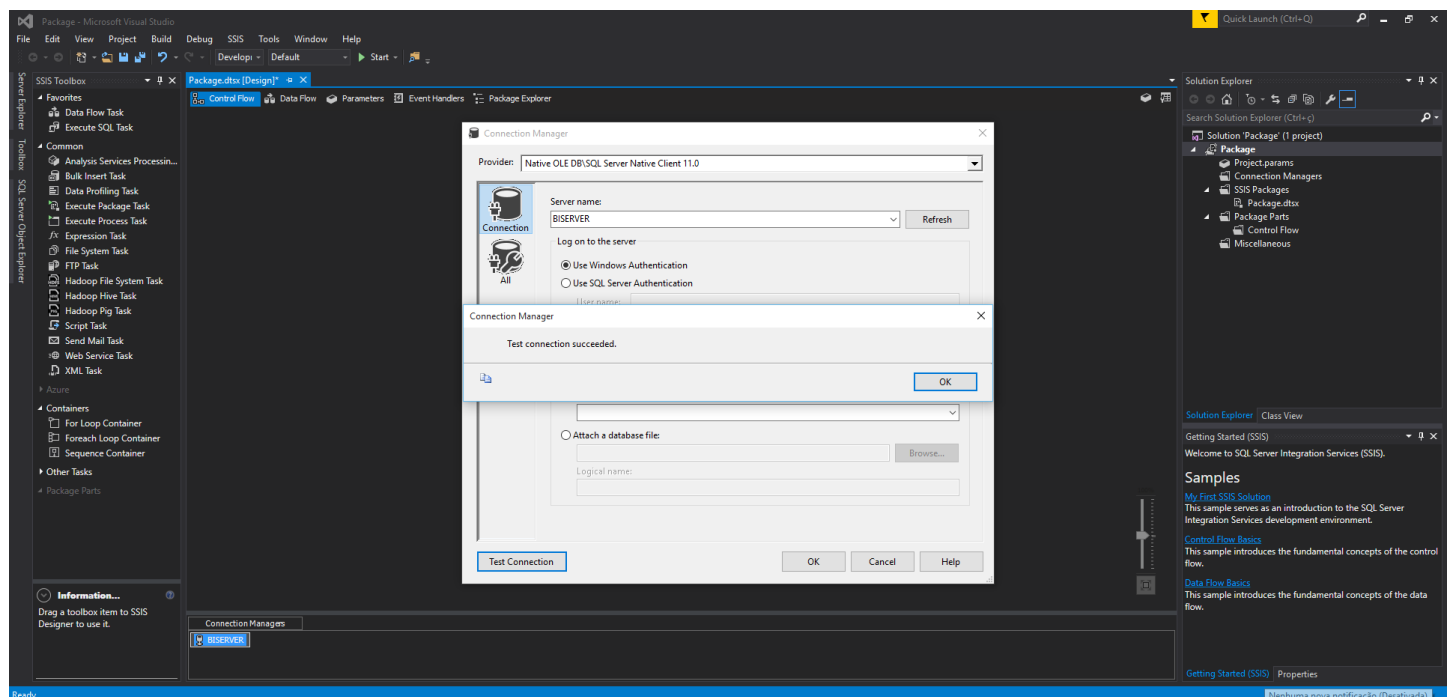 Package - Microsoft Visual Studio
Quick Launch (Ctrl+Q)
File Edit View Project Build Debug SSIS Tools Window Help
Develop Default Start
Server Explorer
Toolbox
SQL Server Object Explorer
SSIS Toolbox
Favorites
Data Flow Task
Execute SQL Task
Common
Analysis Services Processin...
Bulk Insert Task
Data Profiling Task
Execute Package Task
Execute Process Task
Expression Task
File System Task
FTP Task
Hadoop File System Task
Hadoop Hive Task
Hadoop Pig Task
Script Task
Send Mail Task
Web Service Task
XML Task
Azure
Containers
For Loop Container
Foreach Loop Container
Sequence Container
Other Tasks
Package Parts
Information...
Drag a toolbox item to SSIS
Designer to use it.
Package.dtsx [Design]*
Control Flow Data Flow Parameters Event Handlers Package Explorer
Connection Manager
Provider: Native OLE DB\SQL Server Native Client 11.0
Connection
All
Server name:
BISERVER Refresh
Log on to the server
Use Windows Authentication
Use SQL Server Authentication
User name:
Connection Manager
Test connection succeeded.
OK
Attach a database file:
Browse...
Logical name:
Test Connection OK Cancel Help
Connection Managers
BISERVER
Solution Explorer
Search Solution Explorer (Ctrl+ç)
Solution 'Package' (1 project)
Package
Project.params
Connection Managers
SSIS Packages
Package.dtsx
Package Parts
Control Flow
Miscellaneous
Solution Explorer Class View
Getting Started (SSIS)
Welcome to SQL Server Integration Services (SSIS).
Samples
My First SSIS Solution
This sample serves as an introduction to the SQL Server
Integration Services development environment.
Control Flow Basics
This sample introduces the fundamental concepts of the control
flow.
Data Flow Basics
This sample introduces the fundamental concepts of the data
flow.
Getting Started (SSIS) Properties
Ready
Nenhuma nova notificação (Desativada)